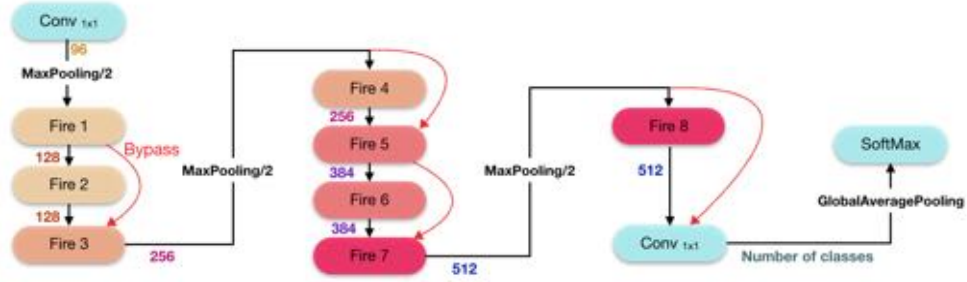 Conv 1x1
96
MaxPooling/2
Fire 1
Bypass
128
Fire 2
128
Fire 3
256
MaxPooling/2
Fire 4
256
Fire 5
384
Fire 6
384
Fire 7
512
MaxPooling/2
Fire 8
512
Conv 1x1
Number of classes
GlobalAveragePooling
SoftMax